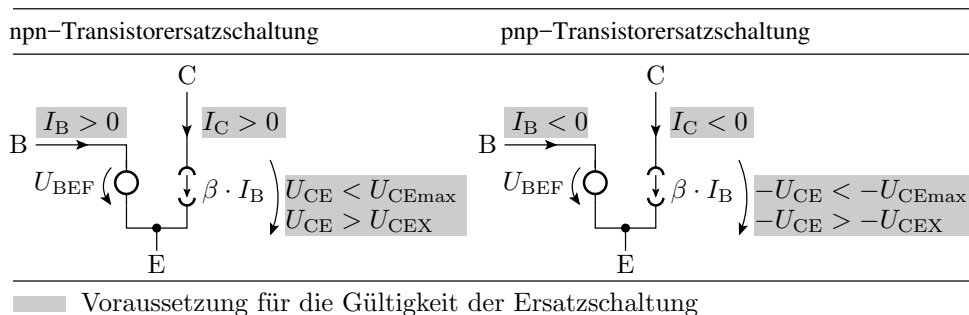 npn−Transistorersatzschaltung
pnp−Transistorersatzschaltung
C
I_B > 0
I_C > 0
B
U_BEF
β · I_B
U_CE < U_CEmax
U_CE > U_CEX
E
C
I_B < 0
I_C < 0
B
U_BEF
β · I_B
−U_CE < −U_CEmax
−U_CE > −U_CEX
E
Voraussetzung für die Gültigkeit der Ersatzschaltung